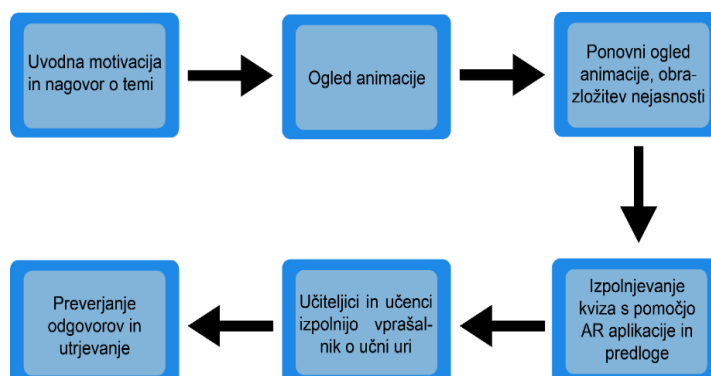 Uvodna motivacija
in nagovor o temi
Ogled animacije
Ponovni ogled
animacije, obra-
zložitev nejasnosti
Izpolnjevanje
kviza s pomočjo
AR aplikacije in
predloge
Učiteljici in učenci
izpolnijo vprašal-
nik o učni uri
Preverjanje
odgovorov in
utrjevanje